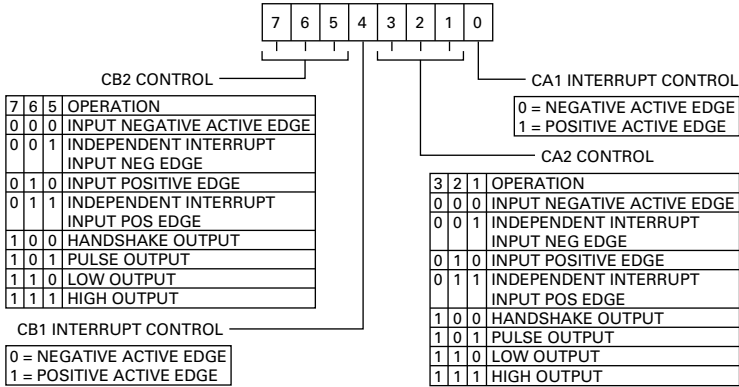 7 6 5 4 3 2 1 0
CB2 CONTROL
7 6 5 OPERATION
0 0 0 INPUT NEGATIVE ACTIVE EDGE
0 0 1 INDEPENDENT INTERRUPT
INPUT NEG EDGE
0 1 0 INPUT POSITIVE EDGE
0 1 1 INDEPENDENT INTERRUPT
INPUT POS EDGE
1 0 0 HANDSHAKE OUTPUT
1 0 1 PULSE OUTPUT
1 1 0 LOW OUTPUT
1 1 1 HIGH OUTPUT
CB1 INTERRUPT CONTROL
0 = NEGATIVE ACTIVE EDGE
1 = POSITIVE ACTIVE EDGE
CA1 INTERRUPT CONTROL
0 = NEGATIVE ACTIVE EDGE
1 = POSITIVE ACTIVE EDGE
CA2 CONTROL
3 2 1 OPERATION
0 0 0 INPUT NEGATIVE ACTIVE EDGE
0 0 1 INDEPENDENT INTERRUPT
INPUT NEG EDGE
0 1 0 INPUT POSITIVE EDGE
0 1 1 INDEPENDENT INTERRUPT
INPUT POS EDGE
1 0 0 HANDSHAKE OUTPUT
1 0 1 PULSE OUTPUT
1 1 0 LOW OUTPUT
1 1 1 HIGH OUTPUT